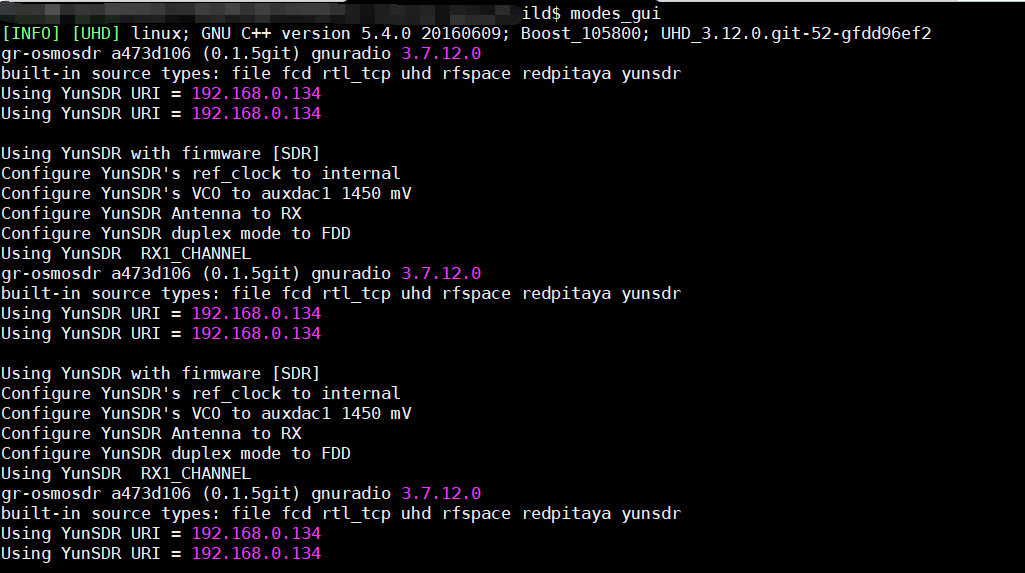 ild$ modes_gui
[INFO] [UHD] linux; GNU C++ version 5.4.0 20160609; Boost_105800; UHD_3.12.0.git-52-gfdd96ef2
gr-osmosdr a473d106 (0.1.5git) gnuradio 3.7.12.0
built-in source types: file fcd rtl_tcp uhd rfspace redpitaya yunsdr
Using YunSDR URI = 192.168.0.134
Using YunSDR URI = 192.168.0.134
Using YunSDR with firmware [SDR]
Configure YunSDR's ref_clock to internal
Configure YunSDR's VCO to auxdac1 1450 mV
Configure YunSDR Antenna to RX
Configure YunSDR duplex mode to FDD
Using YunSDR  RX1_CHANNEL
gr-osmosdr a473d106 (0.1.5git) gnuradio 3.7.12.0
built-in source types: file fcd rtl_tcp uhd rfspace redpitaya yunsdr
Using YunSDR URI = 192.168.0.134
Using YunSDR URI = 192.168.0.134
Using YunSDR with firmware [SDR]
Configure YunSDR's ref_clock to internal
Configure YunSDR's VCO to auxdac1 1450 mV
Configure YunSDR Antenna to RX
Configure YunSDR duplex mode to FDD
Using YunSDR  RX1_CHANNEL
gr-osmosdr a473d106 (0.1.5git) gnuradio 3.7.12.0
built-in source types: file fcd rtl_tcp uhd rfspace redpitaya yunsdr
Using YunSDR URI = 192.168.0.134
Using YunSDR URI = 192.168.0.134